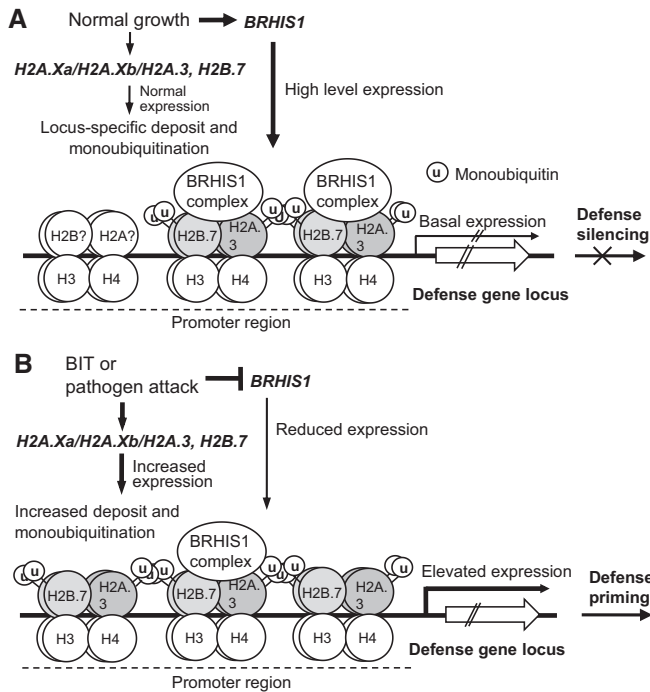 A
Normal growth
BRHIS1
H2A.Xa/H2A.Xb/H2A.3, H2B.7
Normal
expression
High level expression
Locus-specific deposit and
monoubiquitination
BRHIS1
complex
BRHIS1
complex
u
Monoubiquitin
u
u
u
u
u
u
H2B?
H2A?
H2B.7
H2A.
3
H2B.7
H2A.
3
Basal expression
Defense
silencing
H3
H4
H3
H4
H3
H4
Defense gene locus
Promoter region
B
BIT or
pathogen attack
BRHIS1
H2A.Xa/H2A.Xb/H2A.3, H2B.7
Reduced expression
Increased
expression
Increased deposit and
monoubiquitination
BRHIS1
complex
u
u
u
u
u
u
u
u
u
H2B.7
H2A.
3
H2B.7
H2A.
3
H2B.7
H2A.
3
Elevated expression
Defense
priming
H3
H4
H3
H4
H3
H4
Defense gene locus
Promoter region